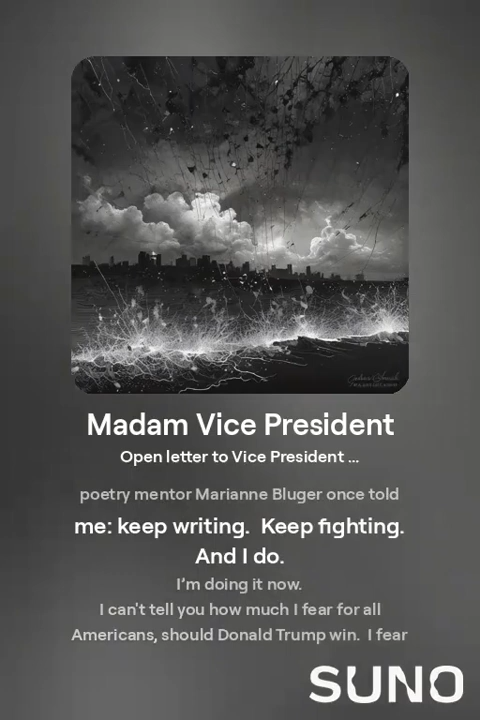 Madam Vice President
Open letter to Vice President ...
poetry mentor Marianne Bluger once told
me: keep writing.  Keep fighting.
And I do.
I’m doing it now.
I can't tell you how much I fear for all
Americans, should Donald Trump win.  I fear
SUNO